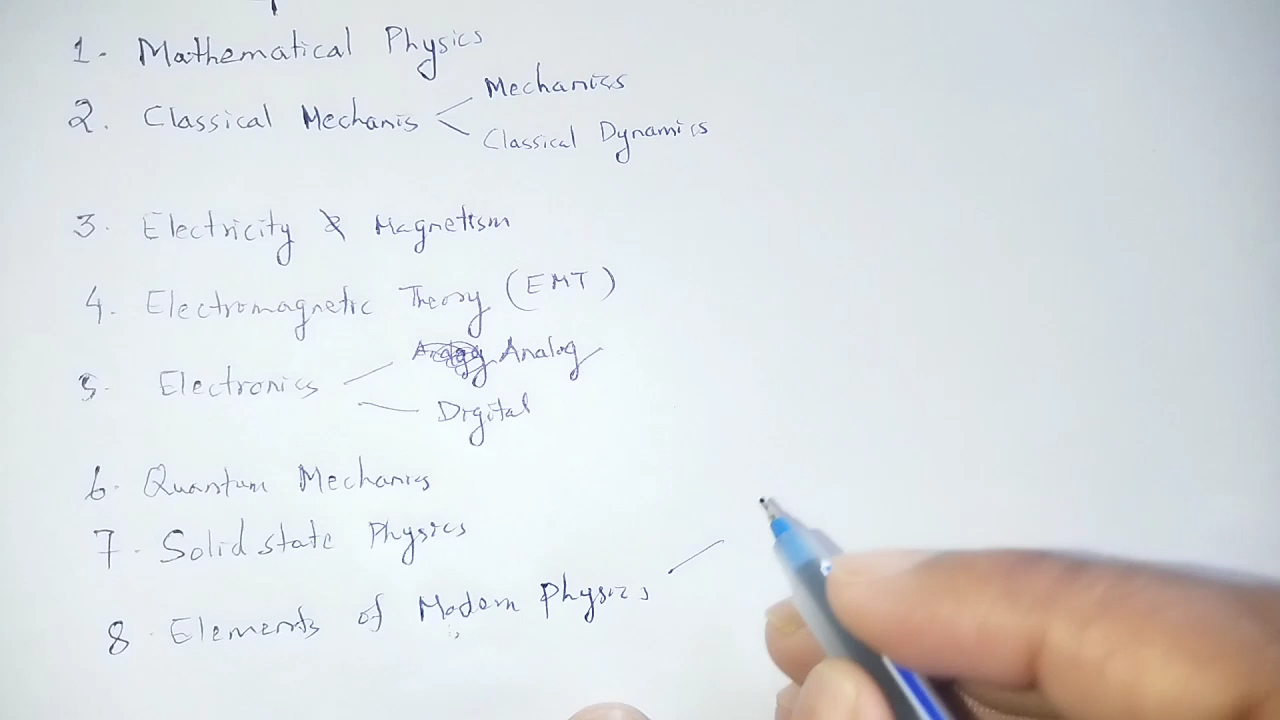 1. Mathematical Physics
2. Classical Mechanis
Mechanics
Classical Dynamics
3. Electricity & Magnetism
4. Electromagnetic Theory (EMT)
5. Electronics
Analog
Digital
6. Quantum Mechanics
7. Solid state Physics
8. Elements of Modern Physics